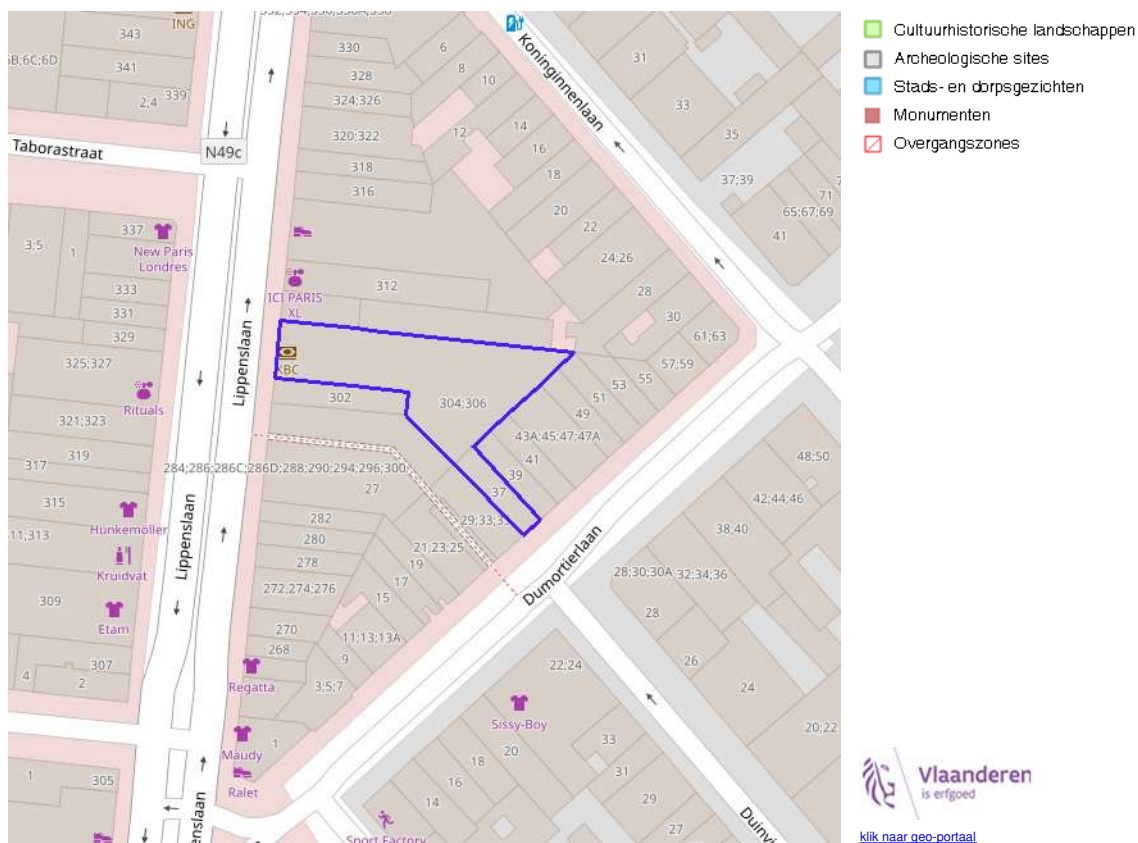 ING
343
341
2;4
339
Taborastraat
N49c
330
328
324;326
320;322
318
316
6
8
10
12
14
16
18
20
22
24;26
28
30
61;63
Koninginnenlaan
31
33
35
37;39
71
65;67;69
41
3;5
1
337
New Paris
Londres
333
331
329
325;327
Rituals
321;323
319
317
315
Hunkemöller
Kruidvat
309
Etam
307
4
2
ICI PARIS
XL
312
KBC
302
304;306
Lippenslaan
Lippenslaan
284;286;286C;286D;288;290;294;296;300
27
282
280
278
272;274;276
270
268
57;59
55
53
51
49
43A;45;47;47A
41
39
37
21;23;25
19
17
15
11;13;13A
9
3;5;7
1
Dumortierlaan
48;50
42;44;46
38;40
28;30;30A
32;34;36
28
26
24
20;22
22;24
Sissy-Boy
20
18
16
14
33
31
29
27
Regatta
Maudy
Ralet
1
305
Sport Factory
Cultuurhistorische landschappen
Archeologische sites
Stads- en dorpsgezichten
Monumenten
Overgangszones
Vlaanderen
is erfgoed
klik naar geo-portaal